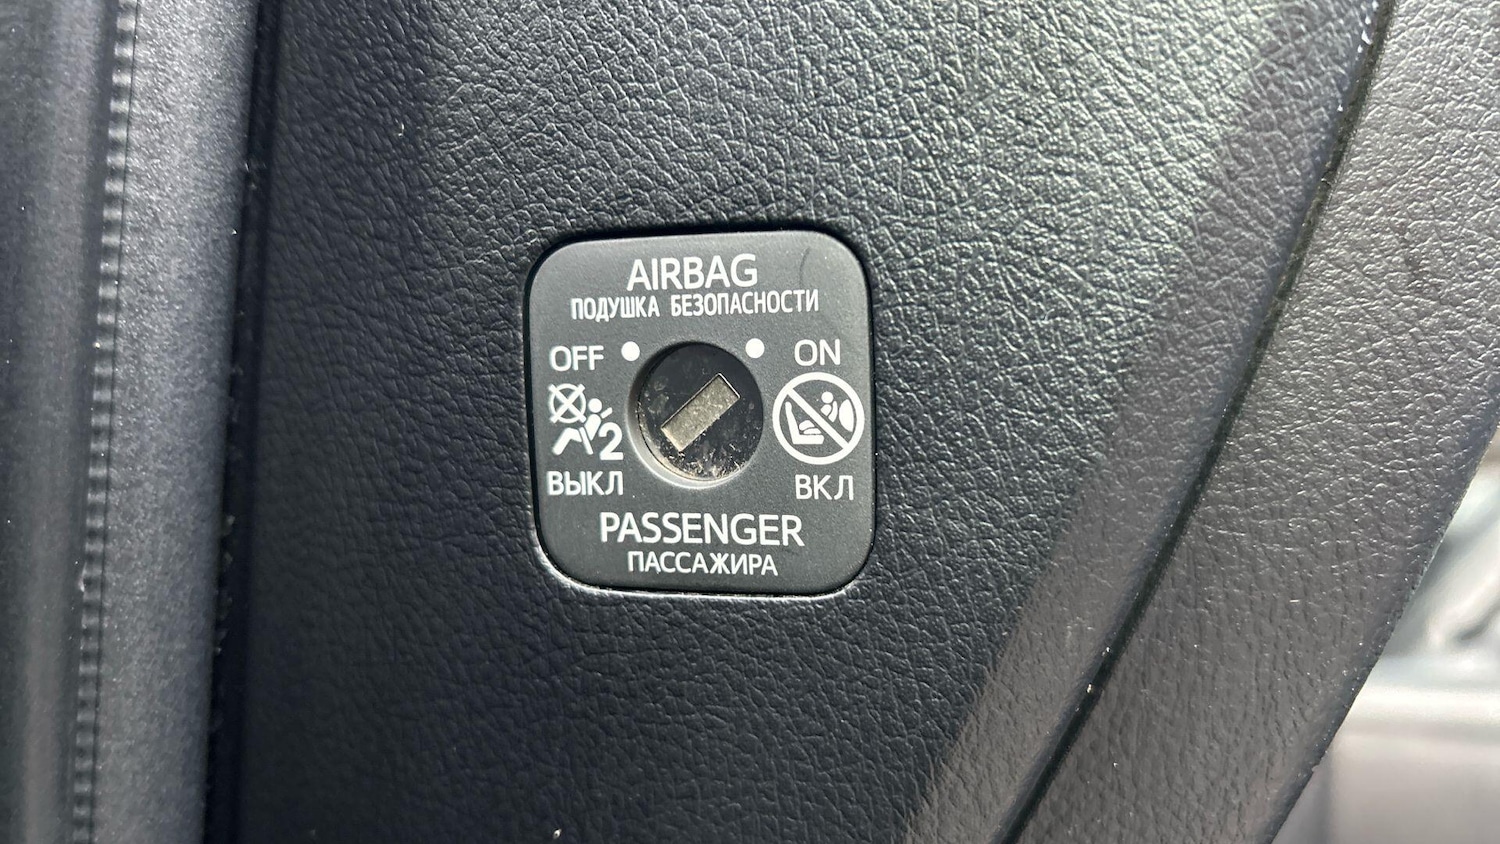 AIRBAG
ПОДУШКА БЕЗОПАСНОСТИ
OFF ON
2
ВЫКЛ ВКЛ
PASSENGER
ПАССАЖИРА